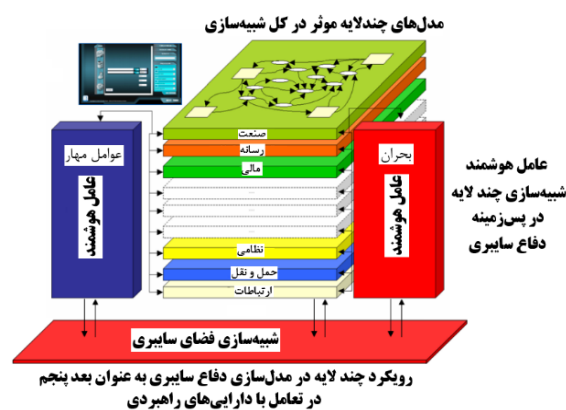 مدل‌های چندلایه موثر در کل شبیه‌سازی
صنعت
رسانه
مالی
...
...
...
نظامی
حمل و نقل
ارتباطات
عوامل مهار
عامل هوشمند
بحران
عامل هوشمند
عامل هوشمند
شبیه‌سازی چند لایه
در پس‌زمینه
دفاع سایبری
شبیه‌سازی فضای سایبری
رویکرد چند لایه در مدل‌سازی دفاع سایبری به عنوان بعد پنجم
در تعامل با دارایی‌های راهبردی